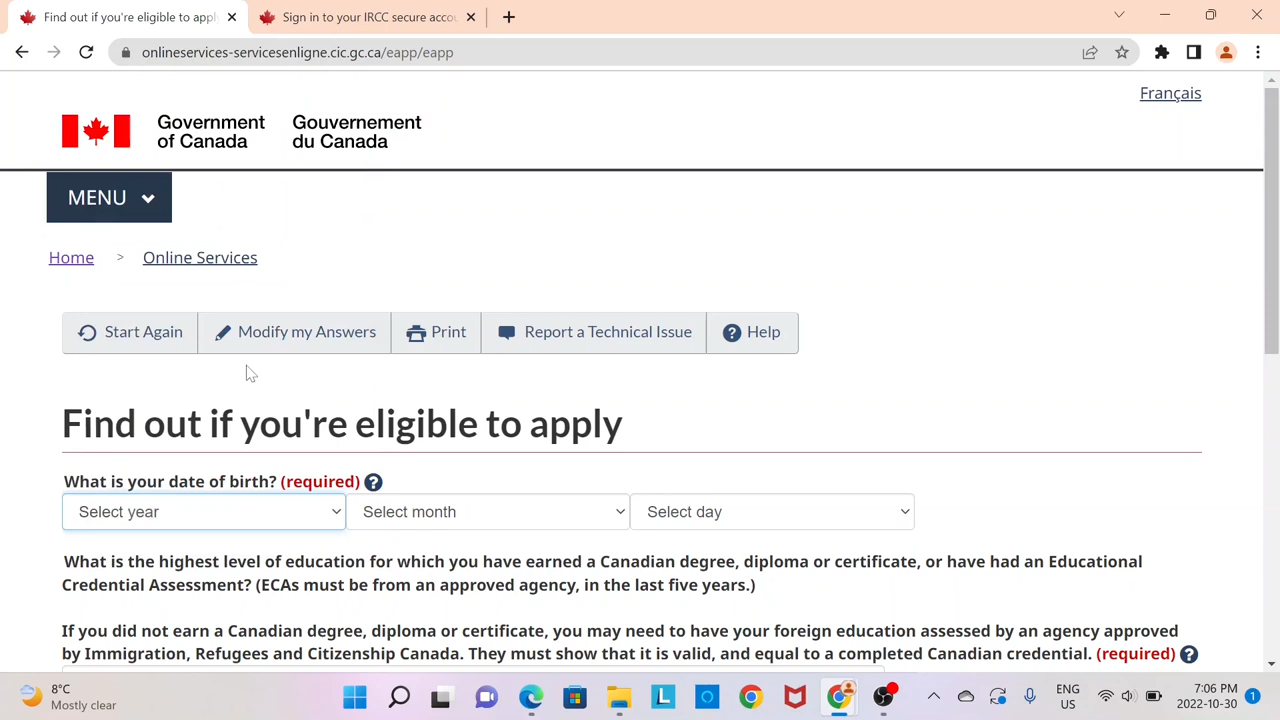 Find out if you're eligible to appl
Sign in to your IRCC secure acco
onlineservices-servicesenligne.cic.gc.ca/eapp/eapp
Français
Government of Canada
Gouvernement du Canada
MENU
Home > Online Services
Start Again Modify my Answers Print Report a Technical Issue ? Help
Find out if you're eligible to apply
What is your date of birth? (required) ?
Select year Select month Select day
What is the highest level of education for which you have earned a Canadian degree, diploma or certificate, or have had an Educational
Credential Assessment? (ECAs must be from an approved agency, in the last five years.)
If you did not earn a Canadian degree, diploma or certificate, you may need to have your foreign education assessed by an agency approved
by Immigration, Refugees and Citizenship Canada. They must show that it is valid, and equal to a completed Canadian credential. (required) ?
8°C
Mostly clear
L
ENG
US
7:06 PM
2022-10-30
1